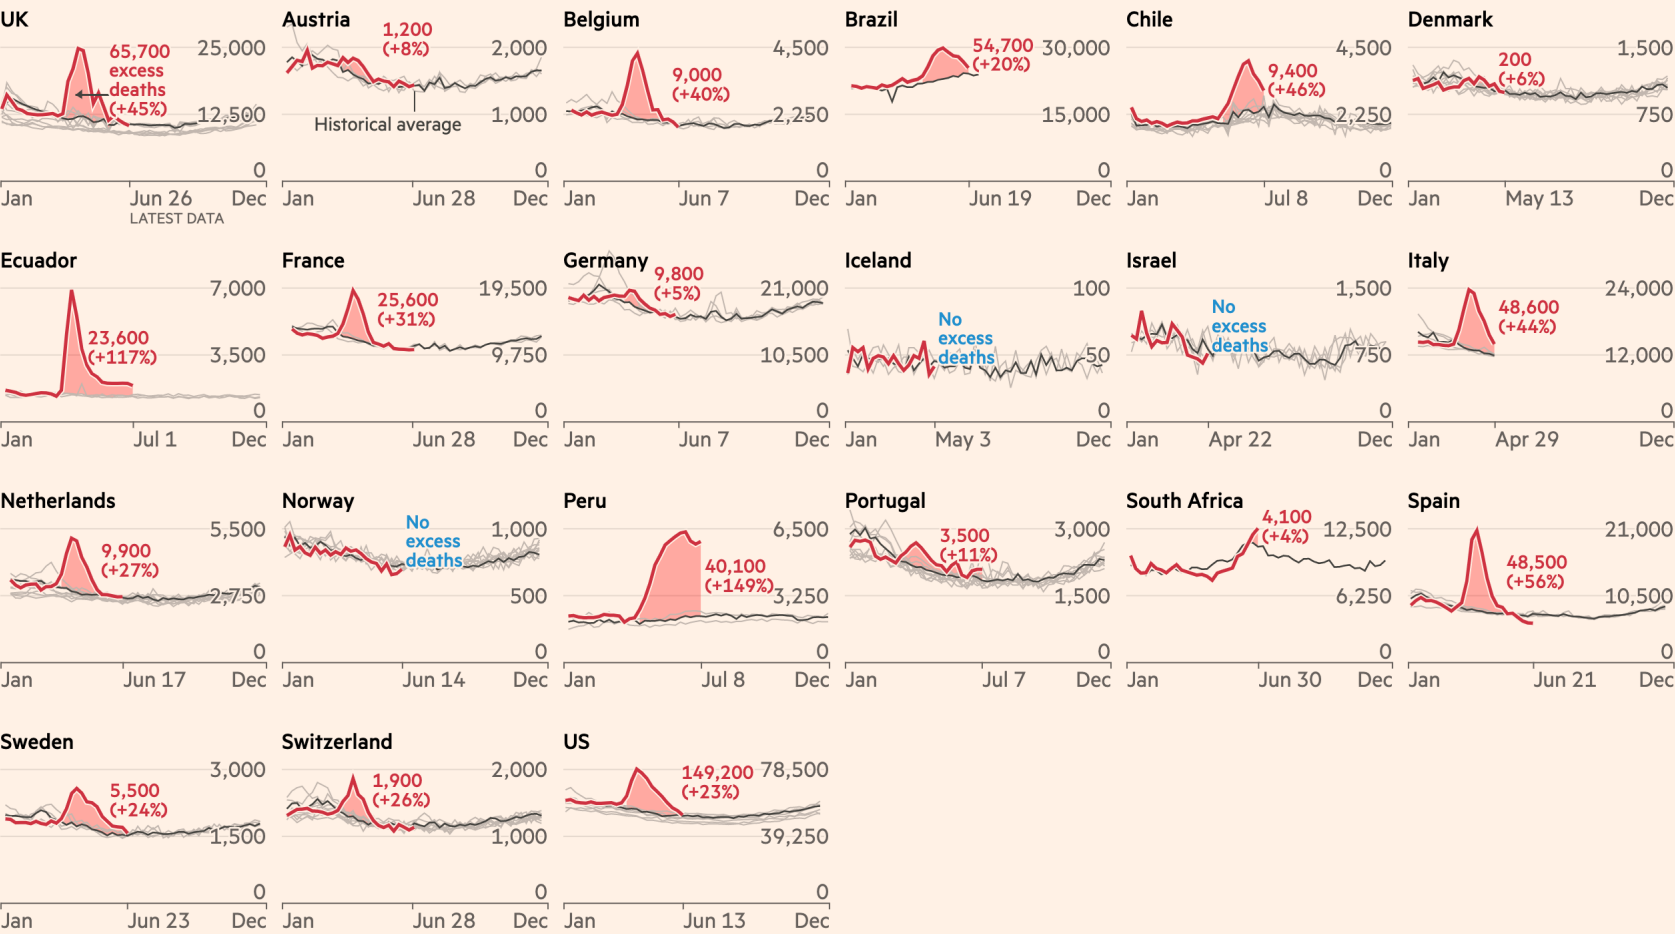 UK
25,000
65,700
excess
deaths
(+45%)
12,500
0
Jan
Jun 26
Dec
LATEST DATA
Austria
1,200
(+8%)
2,000
Historical average
1,000
0
Jan
Jun 28
Dec
Belgium
4,500
9,000
(+40%)
2,250
0
Jan
Jun 7
Dec
Brazil
54,700
(+20%)
30,000
15,000
0
Jan
Jun 19
Dec
Chile
4,500
9,400
(+46%)
2,250
0
Jan
Jul 8
Dec
Denmark
1,500
200
(+6%)
750
0
Jan
May 13
Dec
Ecuador
7,000
23,600
(+117%)
3,500
0
Jan
Jul 1
Dec
France
19,500
25,600
(+31%)
9,750
0
Jan
Jun 28
Dec
Germany
9,800
(+5%)
21,000
10,500
0
Jan
Jun 7
Dec
Iceland
100
No
excess
deaths
50
0
Jan
May 3
Dec
Israel
1,500
No
excess
deaths
750
0
Jan
Apr 22
Dec
Italy
24,000
48,600
(+44%)
12,000
0
Jan
Apr 29
Dec
Netherlands
5,500
9,900
(+27%)
2,750
0
Jan
Jun 17
Dec
Norway
No
excess
deaths
1,000
500
0
Jan
Jun 14
Dec
Peru
6,500
40,100
(+149%)
3,250
0
Jan
Jul 8
Dec
Portugal
3,000
3,500
(+11%)
1,500
0
Jan
Jul 7
Dec
South Africa
4,100
(+4%)
12,500
6,250
0
Jan
Jun 30
Dec
Spain
21,000
48,500
(+56%)
10,500
0
Jan
Jun 21
Dec
Sweden
3,000
5,500
(+24%)
1,500
0
Jan
Jun 23
Dec
Switzerland
2,000
1,900
(+26%)
1,000
0
Jan
Jun 28
Dec
US
149,200
(+23%)
78,500
39,250
0
Jan
Jun 13
Dec